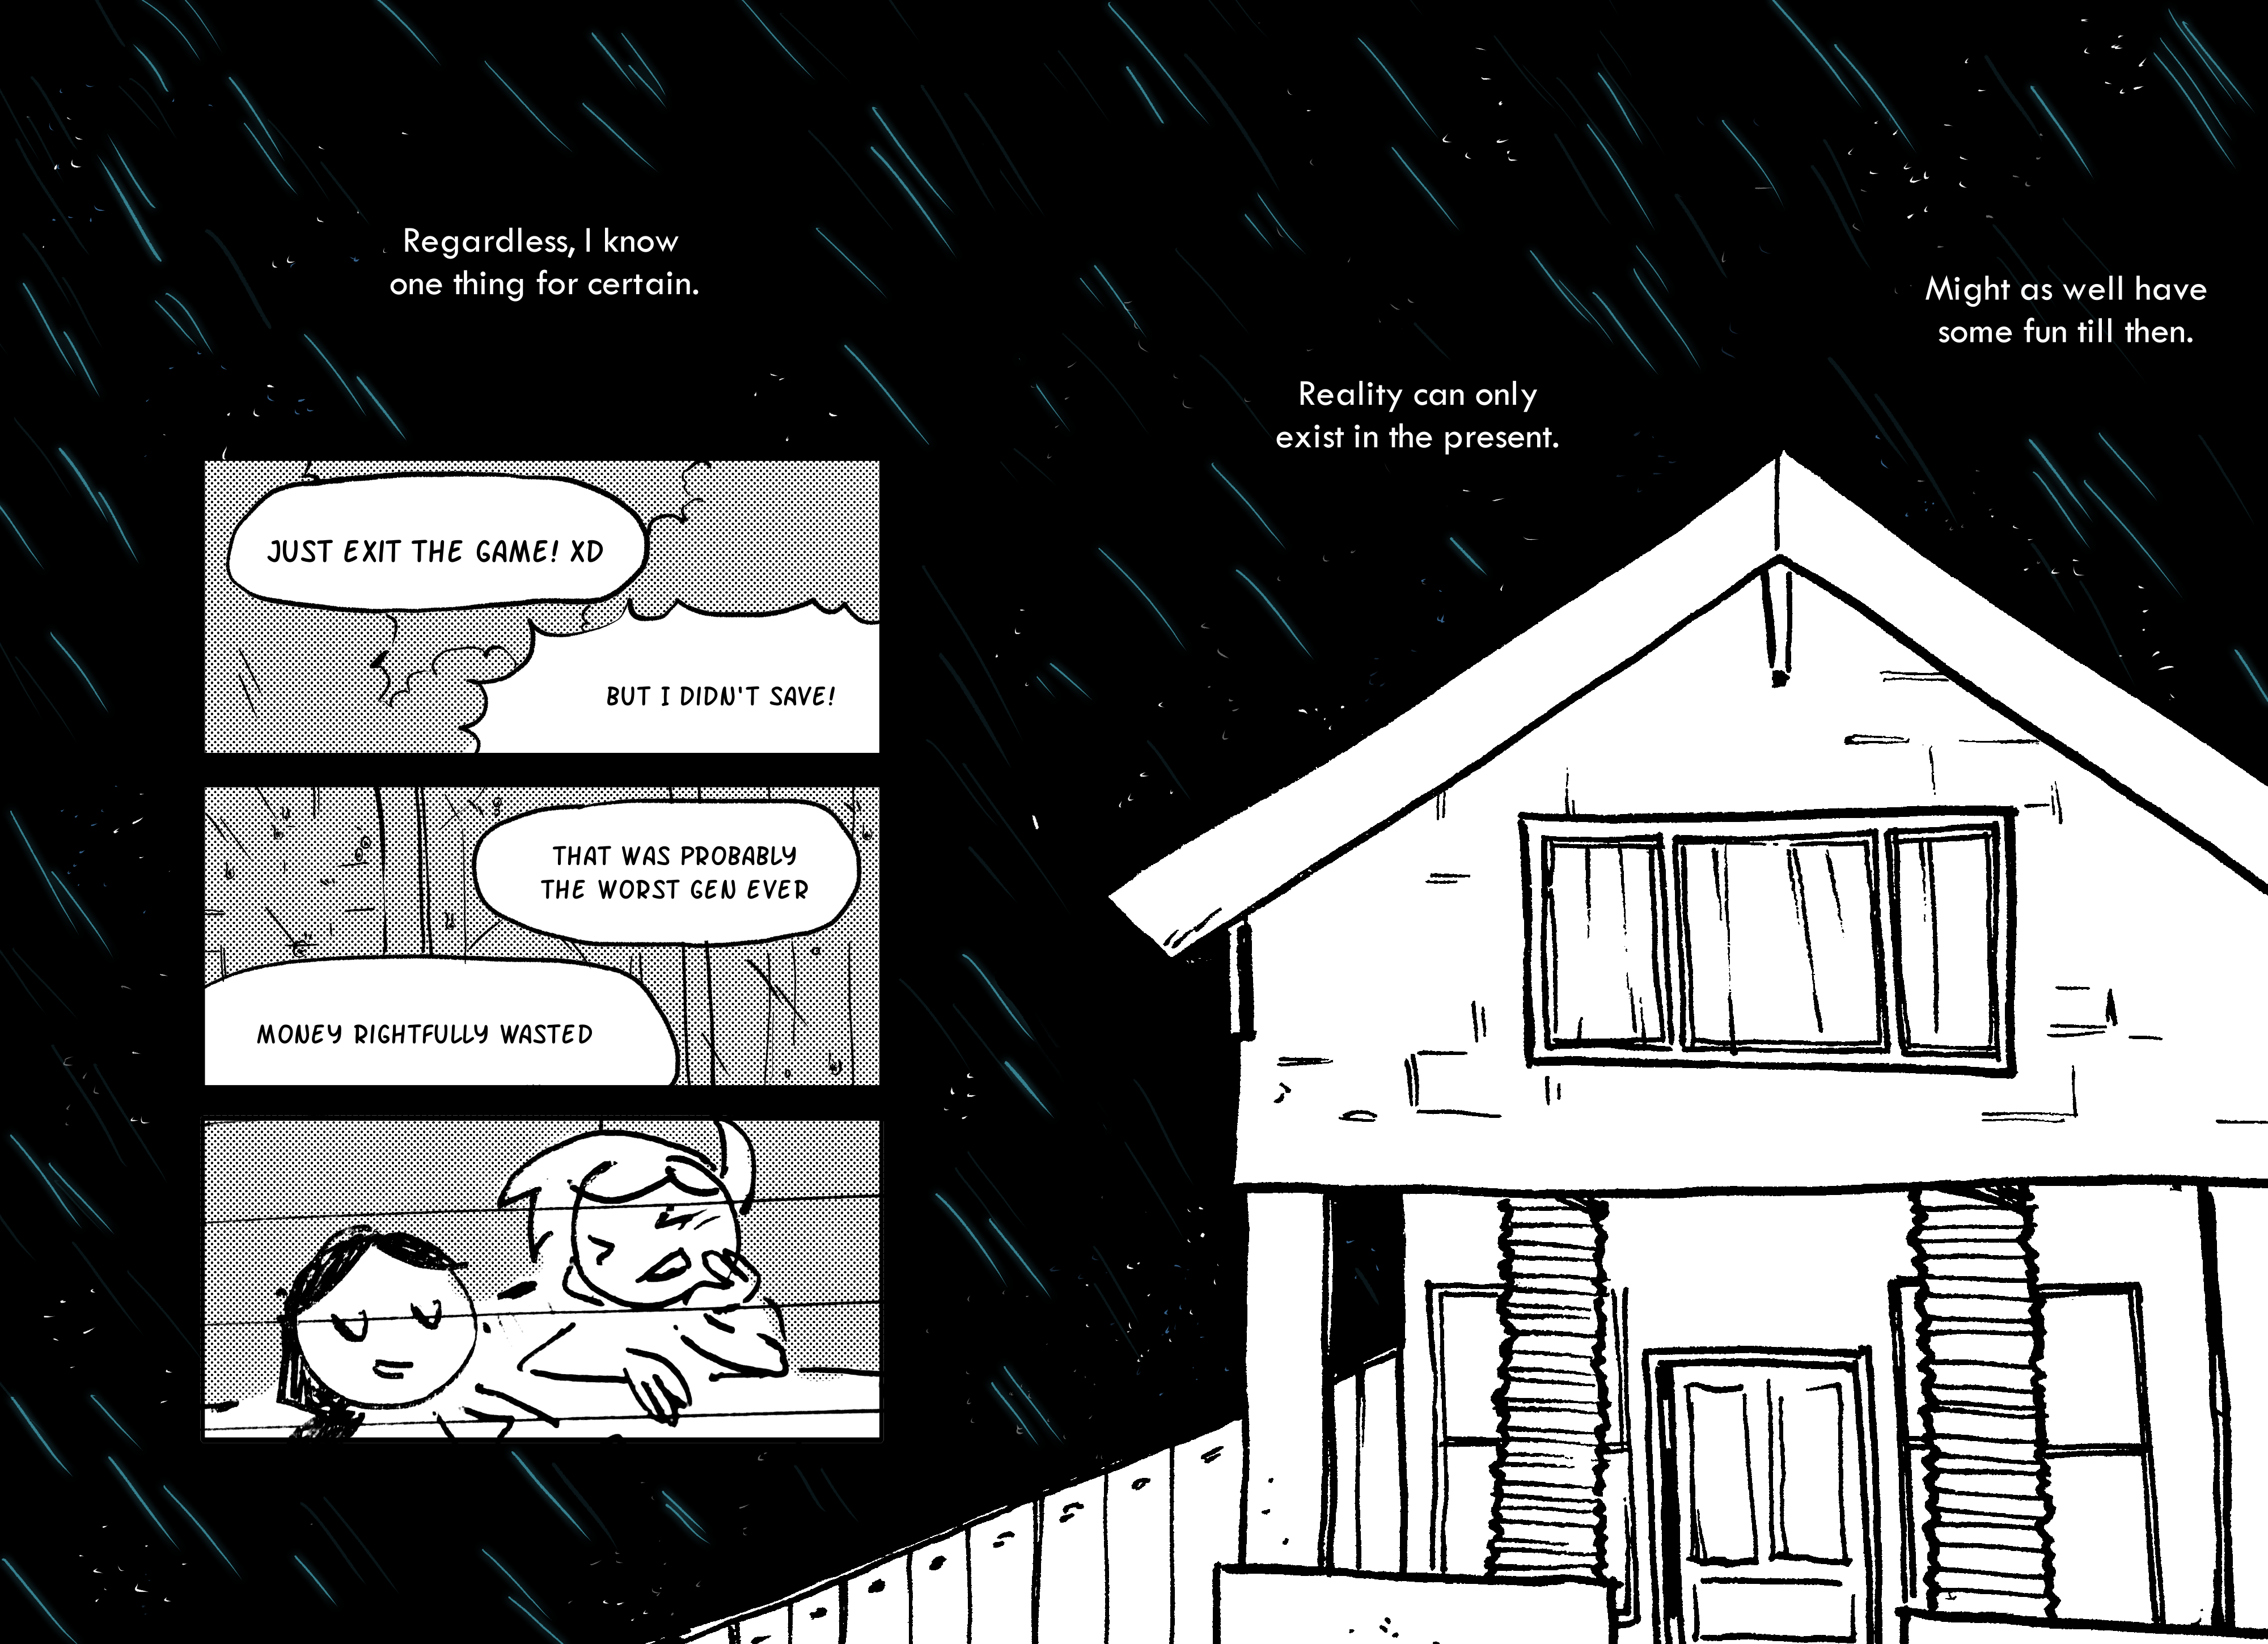 Regardless, I know
one thing for certain.
JUST EXIT THE GAME! XD
BUT I DIDN'T SAVE!
THAT WAS PROBABLY
THE WORST GEN EVER
MONEY RIGHTFULLY WASTED
Reality can only
exist in the present.
Might as well have
some fun till then.